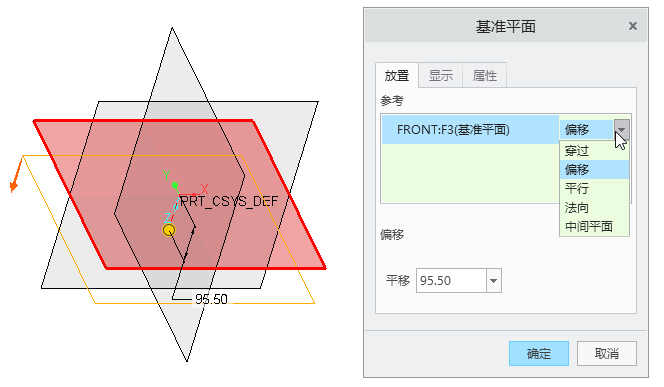 基准平面
放置 显示 属性
参考
FRONT:F3(基准平面) 偏移
穿过
偏移
平行
法向
中间平面
偏移
平移 95.50
确定 取消
Y
X
PRT_CSYS_DEF
Z
95.50